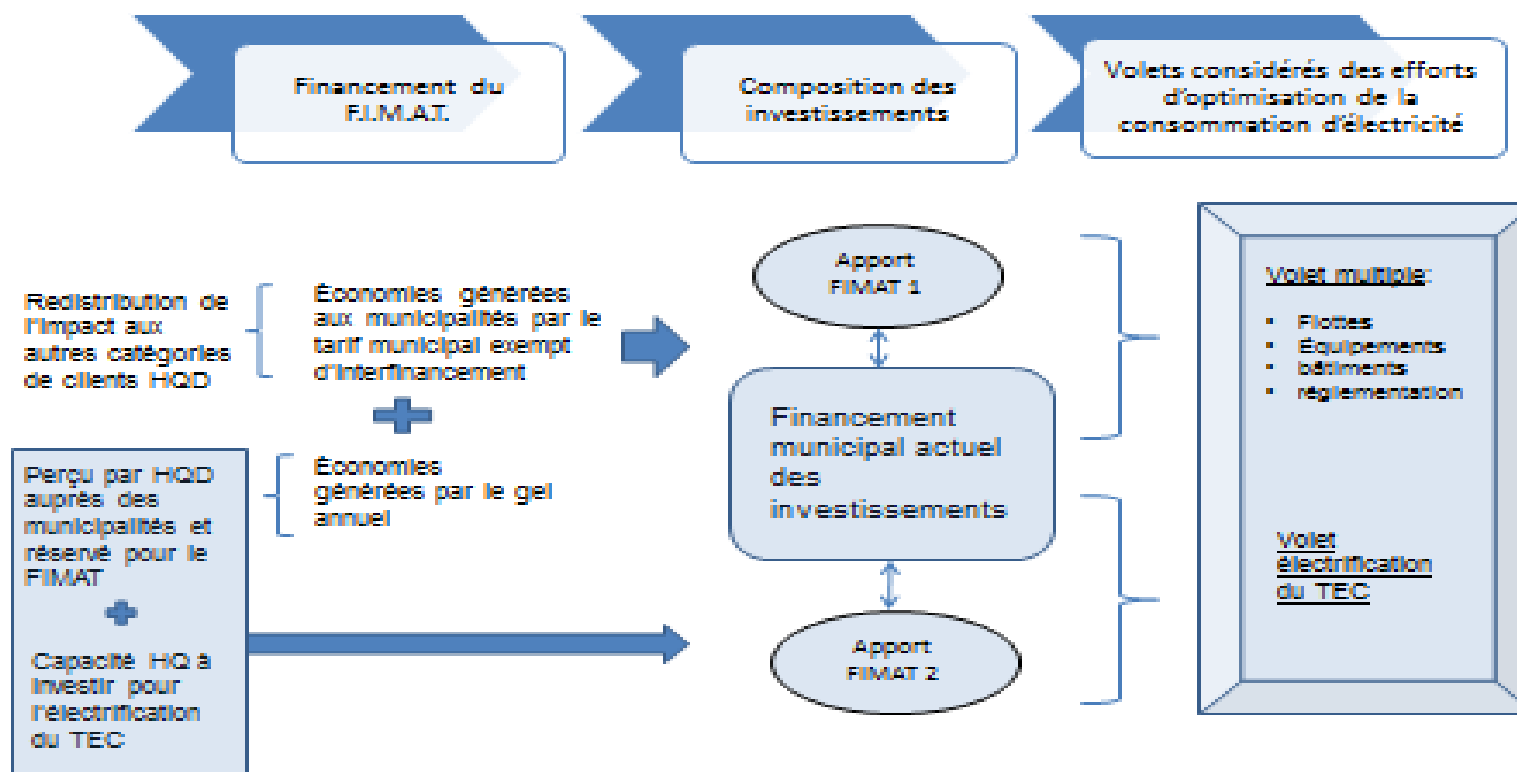 Financement du
F.I.M.A.T.
Composition des
investissements
Volets considérés des efforts
d'optimisation de la
consommation d'électricité
Redistribution de
l'impact aux
autres catégories
de clients HQD
Économies générées
aux municipalités par le
tarif municipal exempt
d'interfinancement
Perçu par HQD
auprès des
municipalités et
réservé pour le
FIMAT
Capacité HQ à
investir pour
l'électrification
du TEC
Économies
générées par le gel
annuel
Apport
FIMAT 1
Financement
municipal actuel
des
investissements
Apport
FIMAT 2
Volet multiple:
• Flottes
• Équipements
• bâtiments
• réglementation
Volet
électrification
du TEC